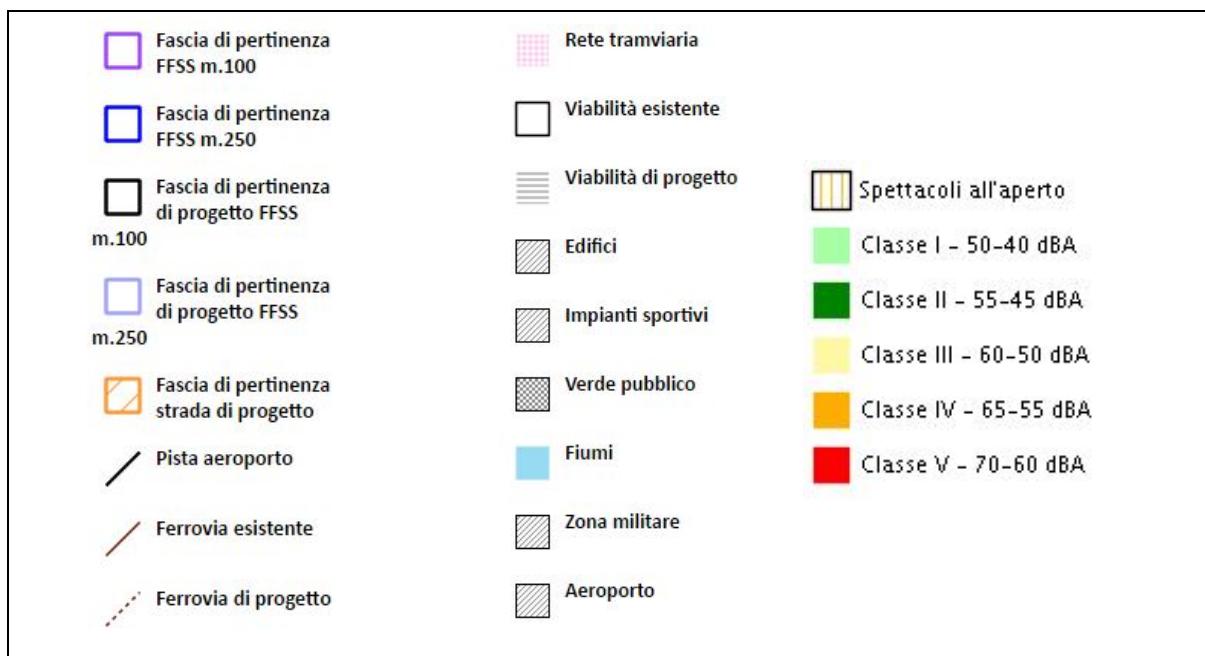 Fascia di pertinenza
FFSS m.100
Fascia di pertinenza
FFSS m.250
Fascia di pertinenza
di progetto FFSS
m.100
Fascia di pertinenza
di progetto FFSS
m.250
Fascia di pertinenza
strada di progetto
Pista aeroporto
Ferrovia esistente
Ferrovia di progetto
Rete tramviaria
Viabilità esistente
Viabilità di progetto
Edifici
Impianti sportivi
Verde pubblico
Fiumi
Zona militare
Aeroporto
Spettacoli all'aperto
Classe I - 50-40 dBA
Classe II - 55-45 dBA
Classe III - 60-50 dBA
Classe IV - 65-55 dBA
Classe V - 70-60 dBA